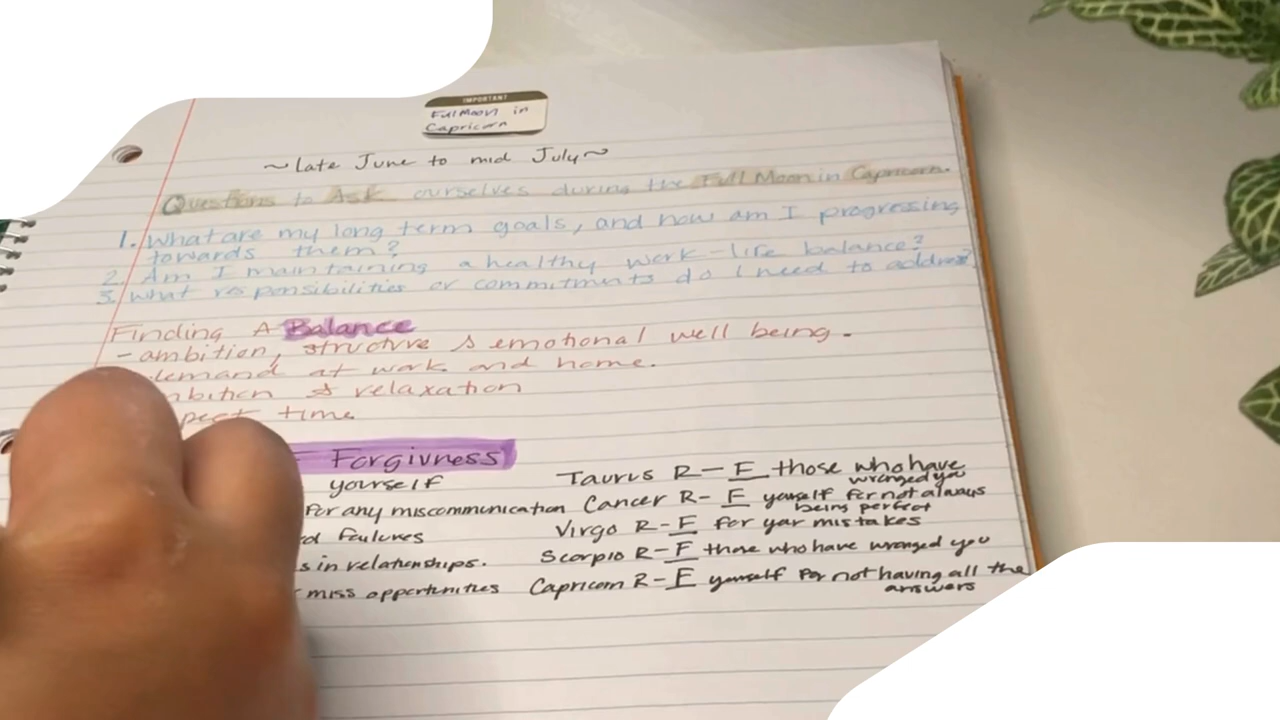 IMPORTANT
Full Moon in
Capricorn
~late June to mid July~
Questions to Ask ourselves during the Full Moon in Capricorn.
1. What are my long term goals, and how am I progressing
towards them?
2. Am I maintaining a healthy work-life balance?
3. What responsibilities or commitments do I need to address?
Finding A Balance
- ambition, structure & emotional well being.
demand at work and home.
& relaxation
time
Forgivness
yourself
For any miscommunication
failures
in relationships.
miss opportunities
Taurus R - F those who have
wronged you
Cancer R - F yourself for not always
being perfect
Virgo R - F for your mistakes
Scorpio R - F those who have wronged you
Capricorn R - F yourself for not having all the
answers